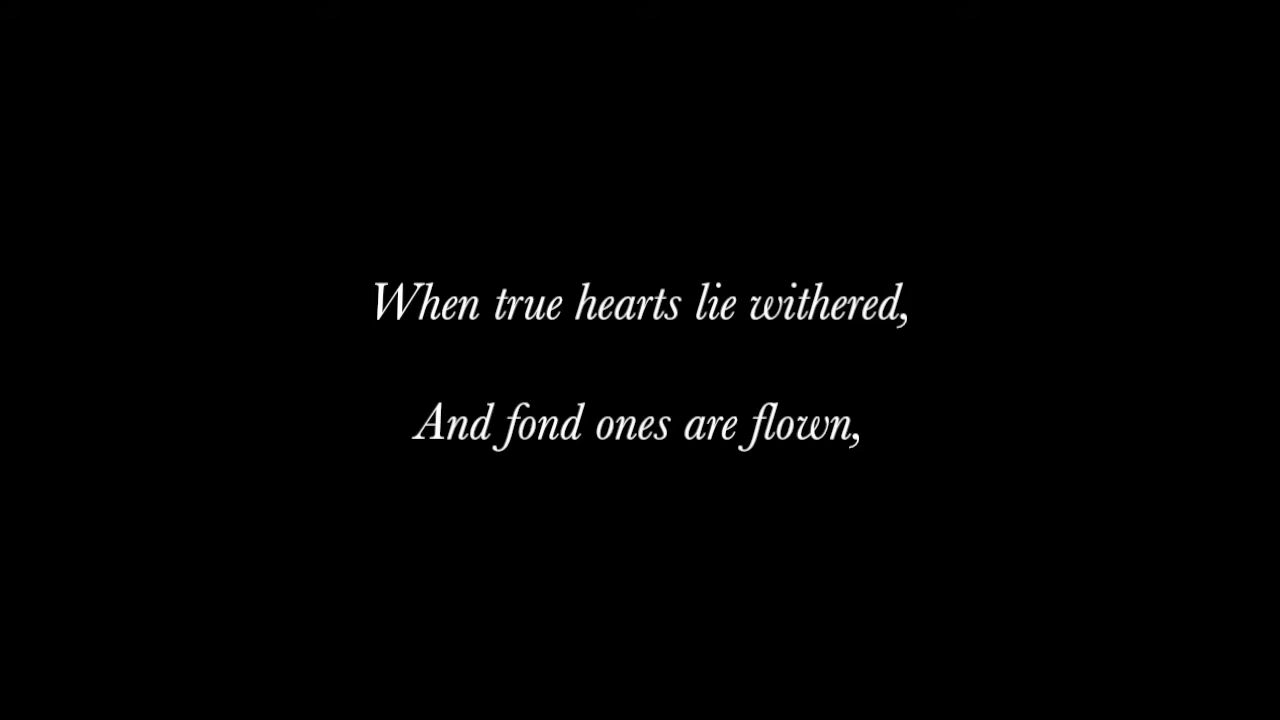 When true hearts lie withered,
And fond ones are flown,